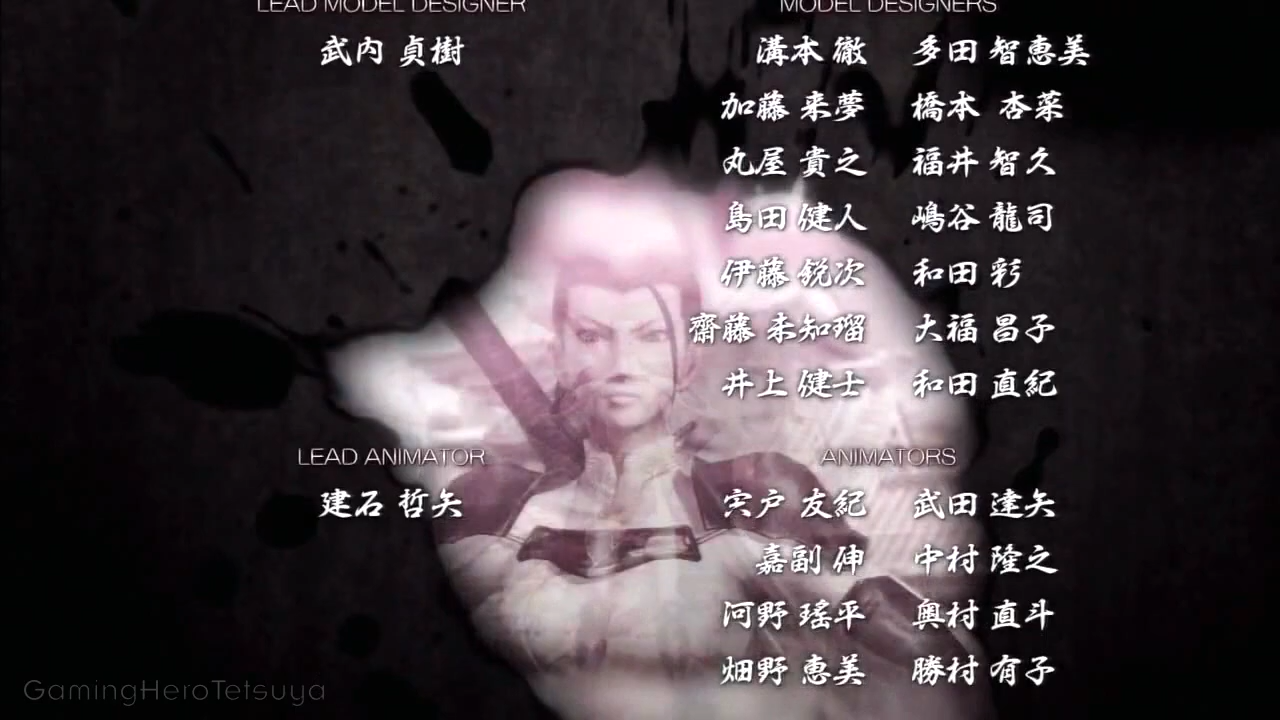 LEAD MODEL DESIGNER
武内 貞樹
MODEL DESIGNERS
溝本 徹 多田 智恵美
加藤 来夢 橋本 杏菜
丸屋 貴之 福井 智久
島田 健人 嶋谷 龍司
伊藤 鋭次 和田 彩
齋藤 未知瑠 大福 昌子
井上 健士 和田 直紀
LEAD ANIMATOR
建石 哲矢
ANIMATORS
宍戸 友紀 武田 達矢
嘉副 伸 中村 隆之
河野 瑤平 奥村 直斗
畑野 恵美 勝村 有子
GamingHeroTetsuya